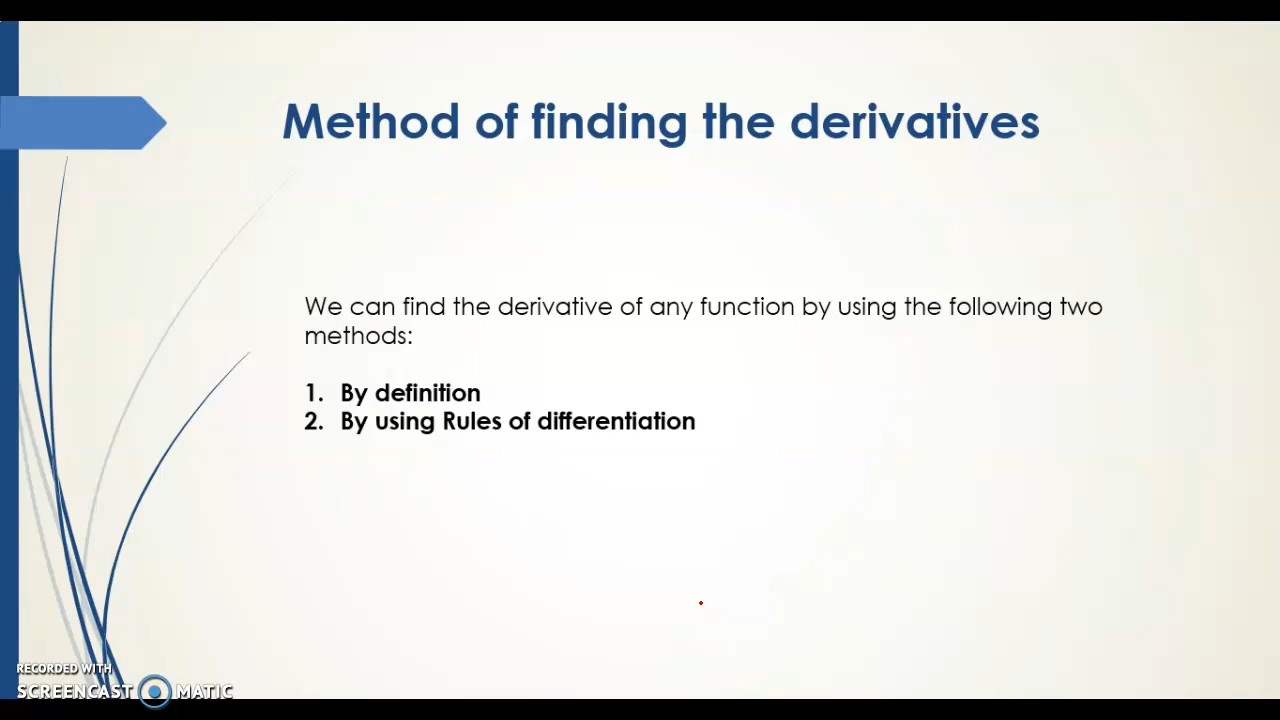 Method of finding the derivatives
We can find the derivative of any function by using the following two
methods:
1. By definition
2. By using Rules of differentiation
RECORDED WITH
SCREENCAST MATIC